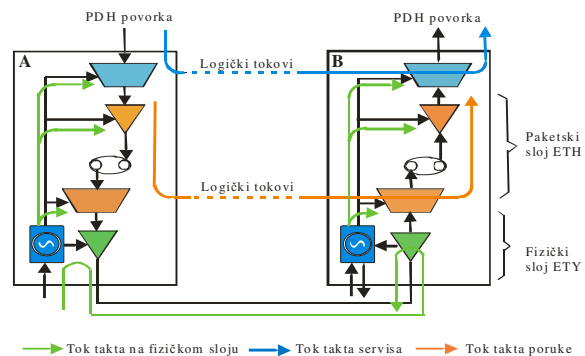 PDH povorka
PDH povorka
A
B
Logički tokovi
Logički tokovi
Paketski
sloj ETH
Fizički
sloj ETY
Tok takta na fizičkom sloju
Tok takta servisa
Tok takta poruke